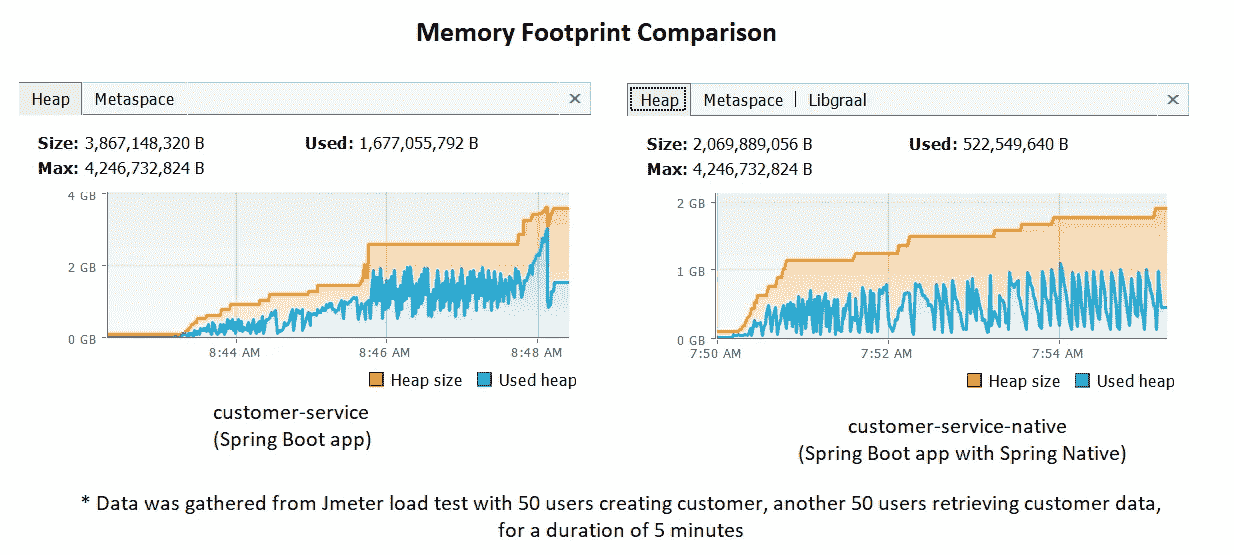 Memory Footprint Comparison
Heap Metaspace ×
Size: 3,867,148,320 B Used: 1,677,055,792 B
Max: 4,246,732,824 B
4 GB
2 GB
0 GB
8:44 AM 8:46 AM 8:48 AM
Heap size Used heap
customer-service
(Spring Boot app)
Heap Metaspace Libgraal ×
Size: 2,069,889,056 B Used: 522,549,640 B
Max: 4,246,732,824 B
2 GB
1 GB
0 GB
7:50 AM 7:52 AM 7:54 AM
Heap size Used heap
customer-service-native
(Spring Boot app with Spring Native)
* Data was gathered from Jmeter load test with 50 users creating customer, another 50 users retrieving customer data,
for a duration of 5 minutes